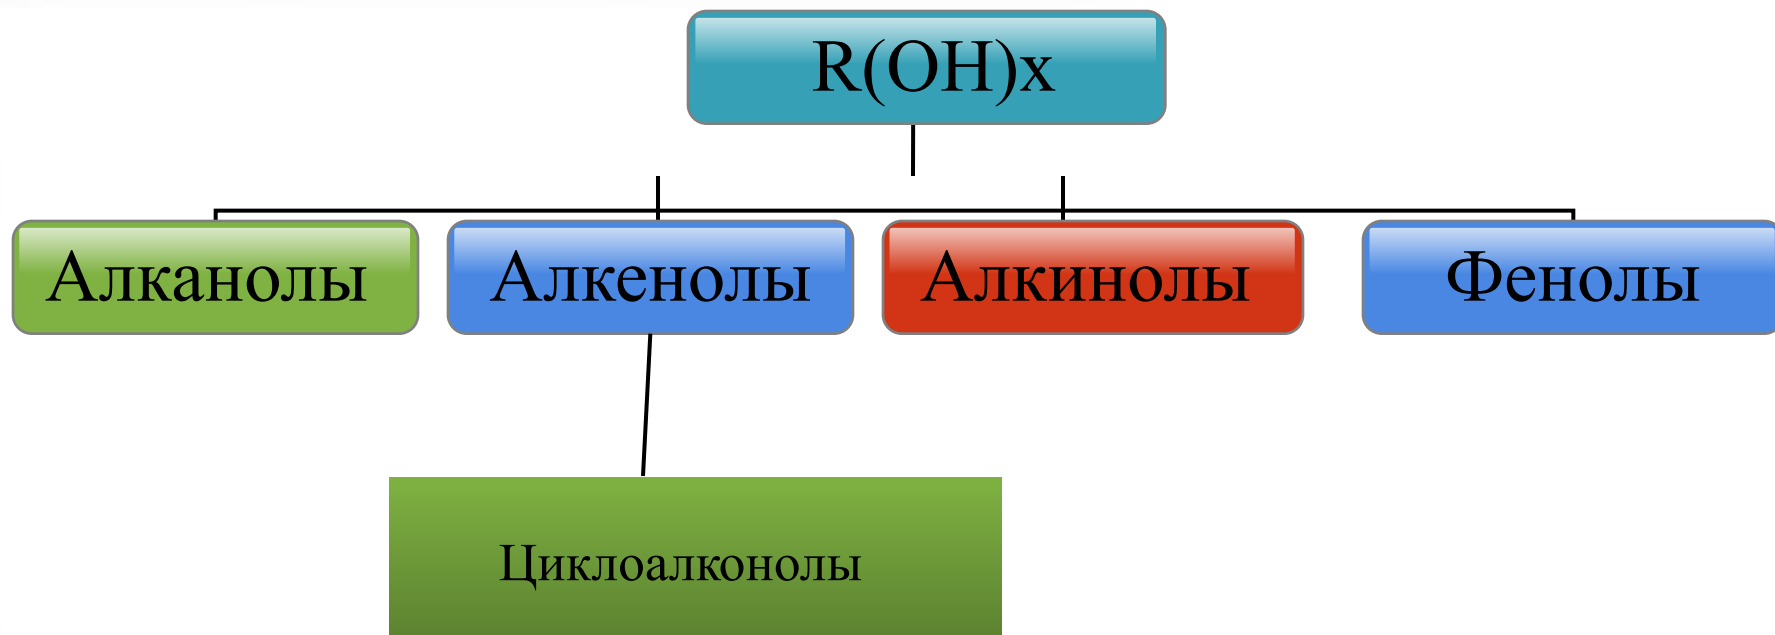 R(OH)x
Алканолы
Алкенолы
Алкинолы
Фенолы
Циклоалконолы